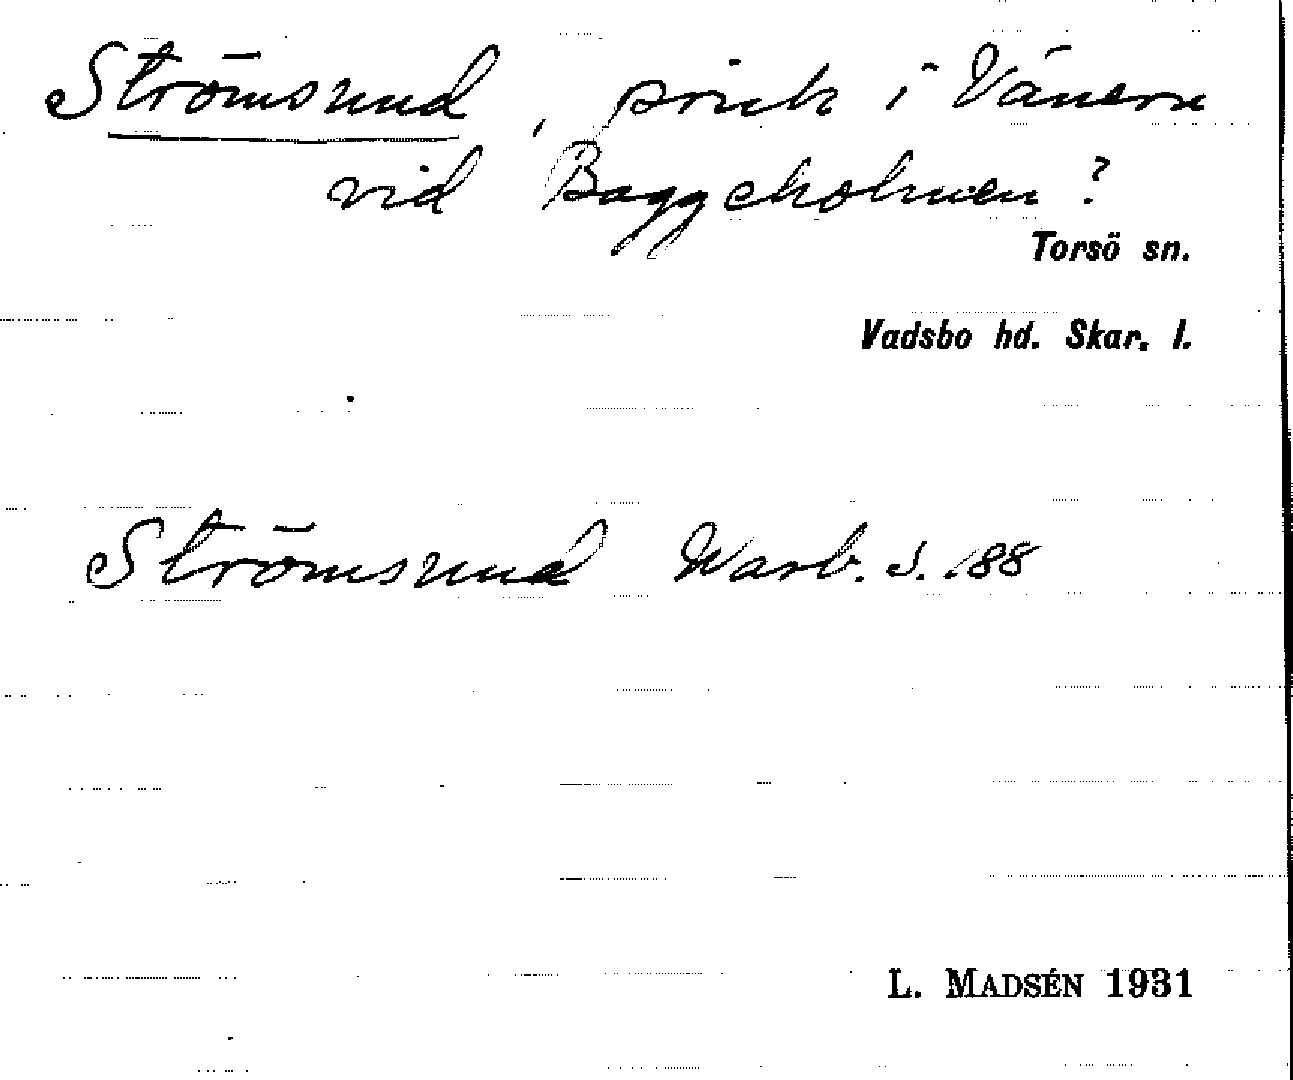 Strömsund, prick i Vänern
vid Baggeholmen?
Torsö sn.
Vadsbo hd. Skar. l.
Strömsund Warb. s. 188
L. MADSÉN 1931